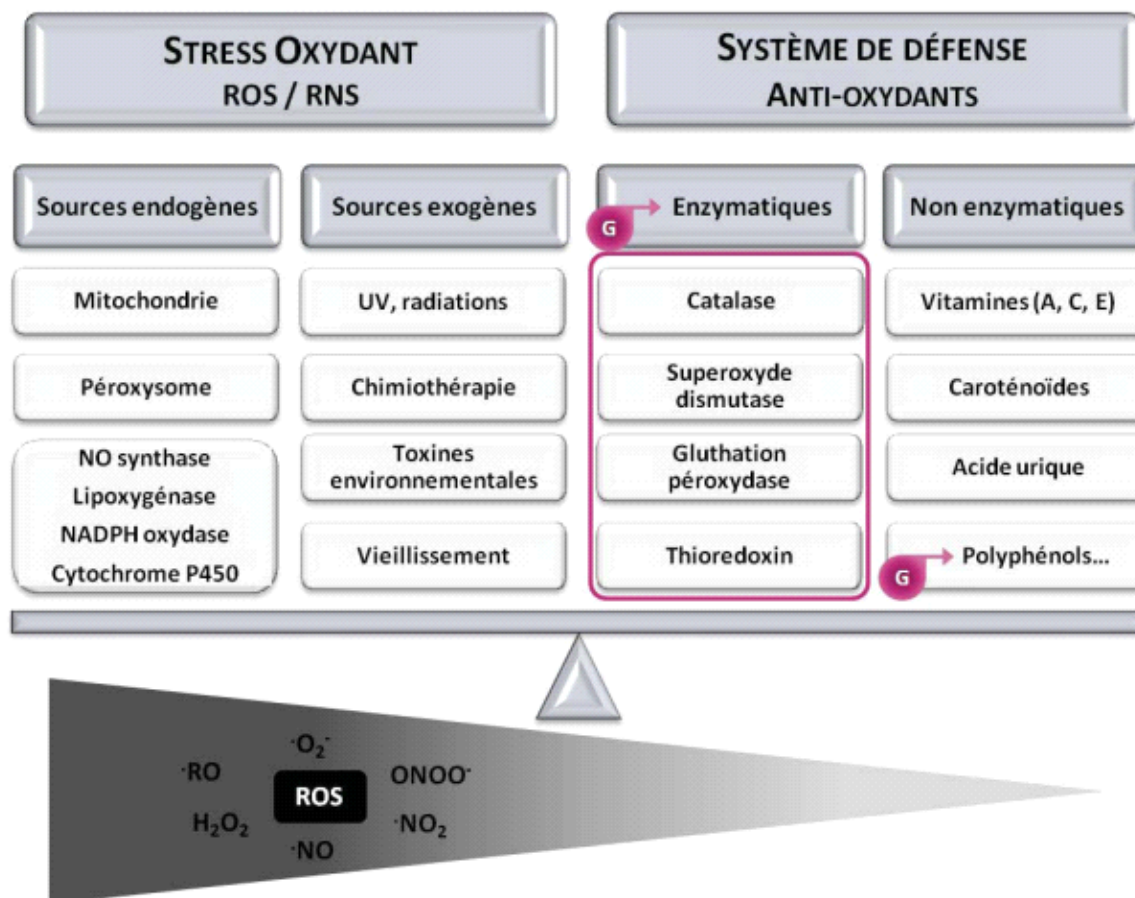 STRESS OXYDANT
ROS / RNS
SYSTÈME DE DÉFENSE
ANTI-OXYDANTS
Sources endogènes
Sources exogènes
G
Enzymatiques
Non enzymatiques
Mitochondrie
UV, radiations
Catalase
Vitamines (A, C, E)
Péroxysome
Chimiothérapie
Superoxyde
dismutase
Caroténoïdes
NO synthase
Lipoxygénase
NADPH oxydase
Cytochrome P450
Toxines
environnementales
Gluthation
péroxydase
Acide urique
Vieillissement
Thioredoxin
G
Polyphénols...
·O₂⁻
·RO
ONOO⁻
ROS
H₂O₂
·NO₂
·NO